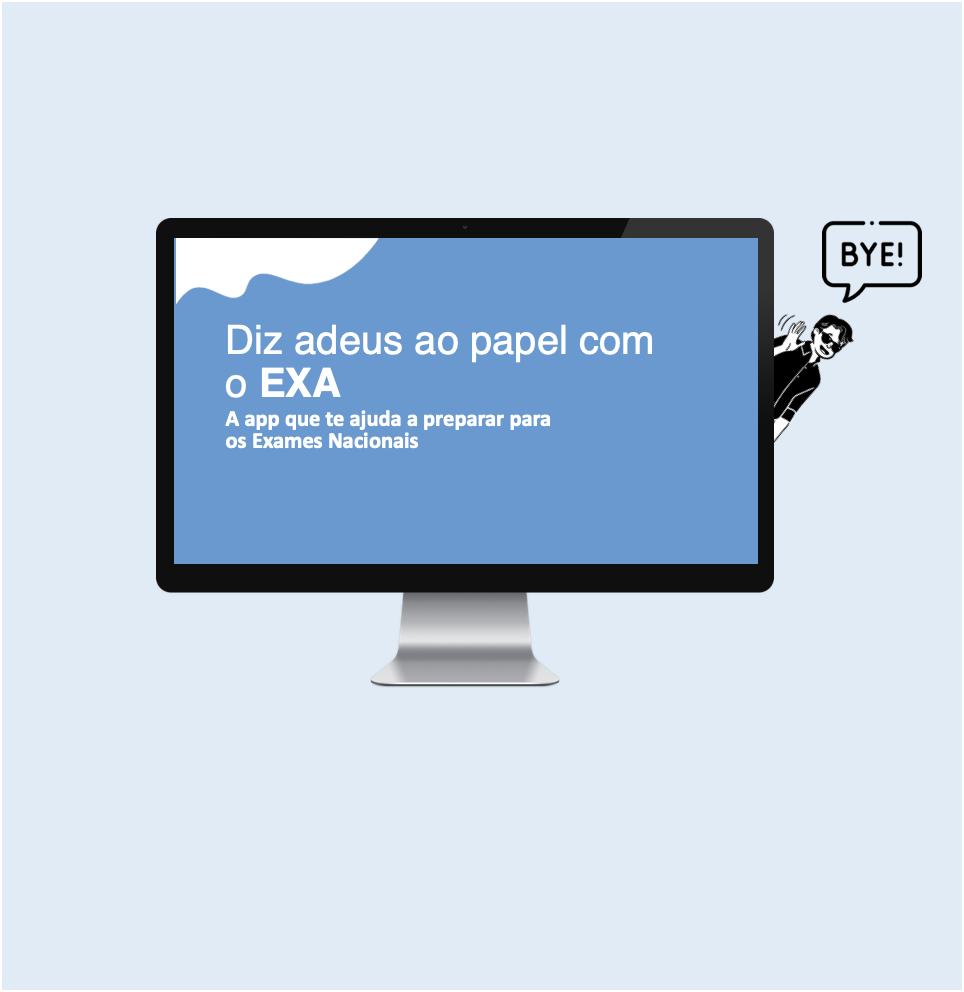 BYE!
Diz adeus ao papel com
o EXA
A app que te ajuda a preparar para
os Exames Nacionais